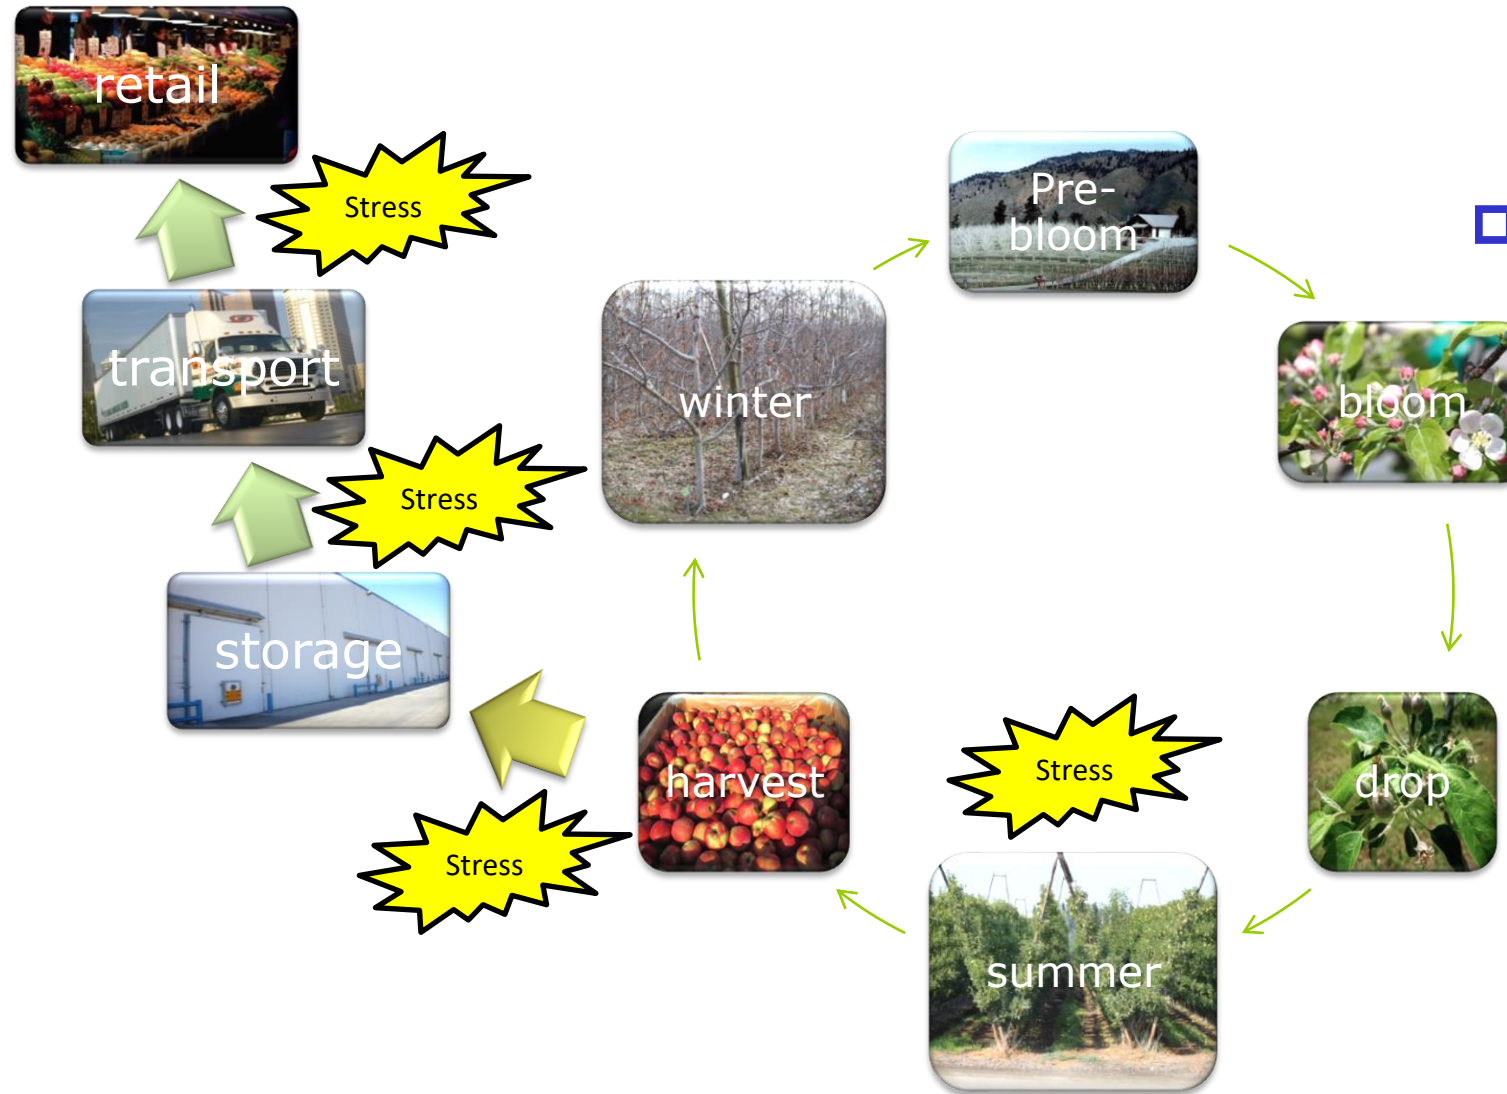 retail
Stress
Pre-
bloom
transport
winter
bloom
Stress
storage
Stress
harvest
drop
Stress
summer